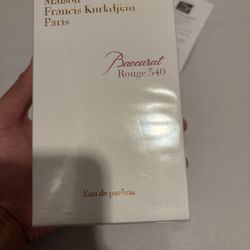 Maison
Francis Kurkdjian
Paris
Baccarat
Rouge 540
Eau de parfum